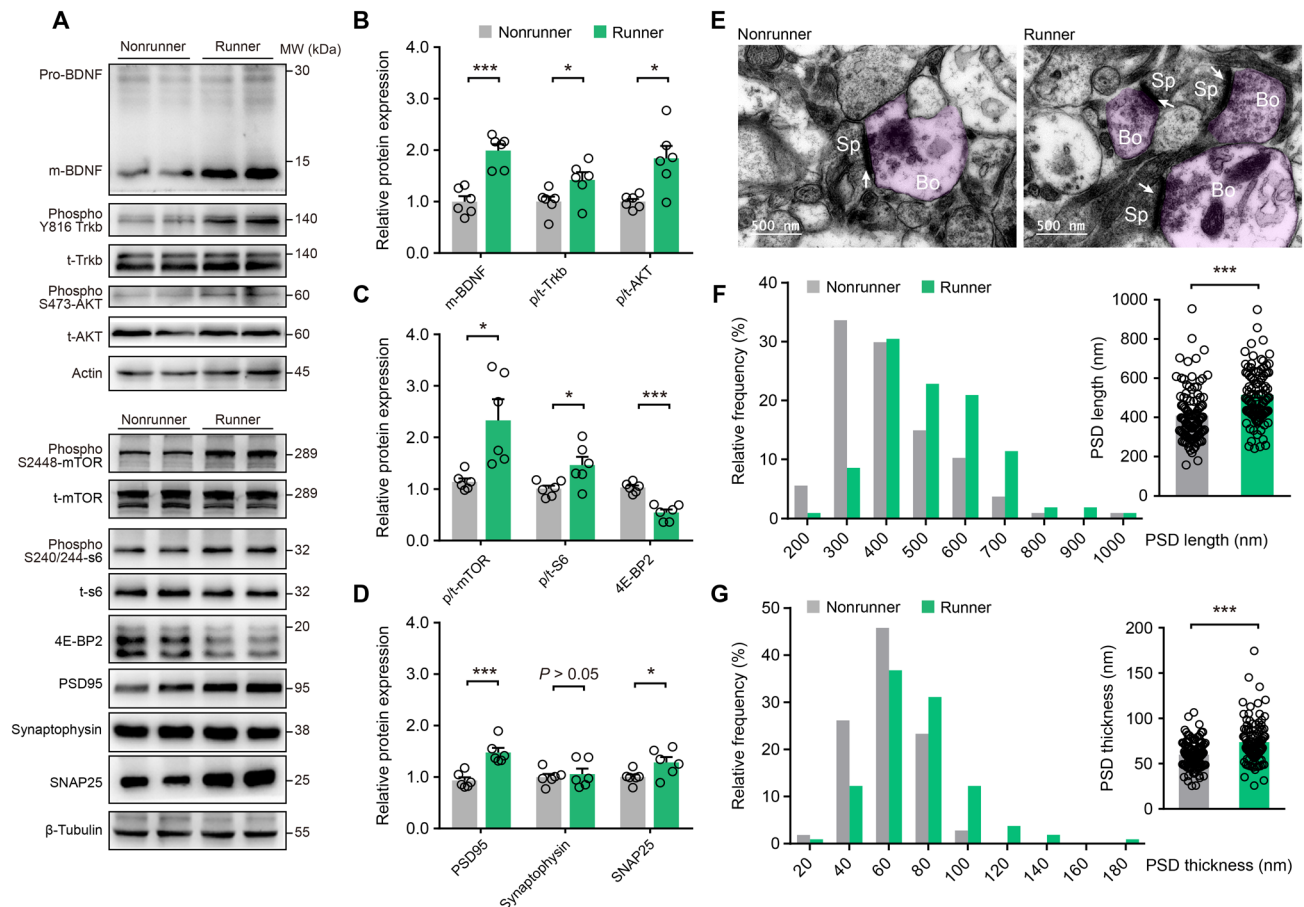 A
Nonrunner Runner MW (kDa)
Pro-BDNF
30
15
m-BDNF
Phospho
Y816 Trkb
140
t-Trkb
140
Phospho
S473-AKT
60
t-AKT
60
Actin
45
Nonrunner Runner
Phospho
S2448-mTOR
289
t-mTOR
289
Phospho
S240/244-s6
32
t-s6
32
4E-BP2
20
PSD95
95
Synaptophysin
38
SNAP25
25
β-Tubulin
55
B
Nonrunner Runner
Relative protein expression
4.0
3.0
2.0
1.0
0.0
*** * *
m-BDNF
p/t-Trkb
p/t-AKT
C
Relative protein expression
4.0
3.0
2.0
1.0
0.0
* * ***
p/t-mTOR
p/t-S6
4E-BP2
D
Relative protein expression
4.0
3.0
2.0
1.0
0.0
*** P > 0.05 *
PSD95
Synaptophysin
SNAP25
E
Nonrunner
Sp
Bo
500 nm
Runner
Sp
Sp
Bo
Bo
Bo
Sp
500 nm
F
Nonrunner Runner
Relative frequency (%)
40
30
20
10
0
200
300
400
500
600
700
800
900
1000
PSD length (nm)
***
PSD length (nm)
1000
800
600
400
200
0
G
Nonrunner Runner
Relative frequency (%)
50
40
30
20
10
0
20
40
60
80
100
120
140
160
180
PSD thickness (nm)
***
PSD thickness (nm)
200
150
100
50
0